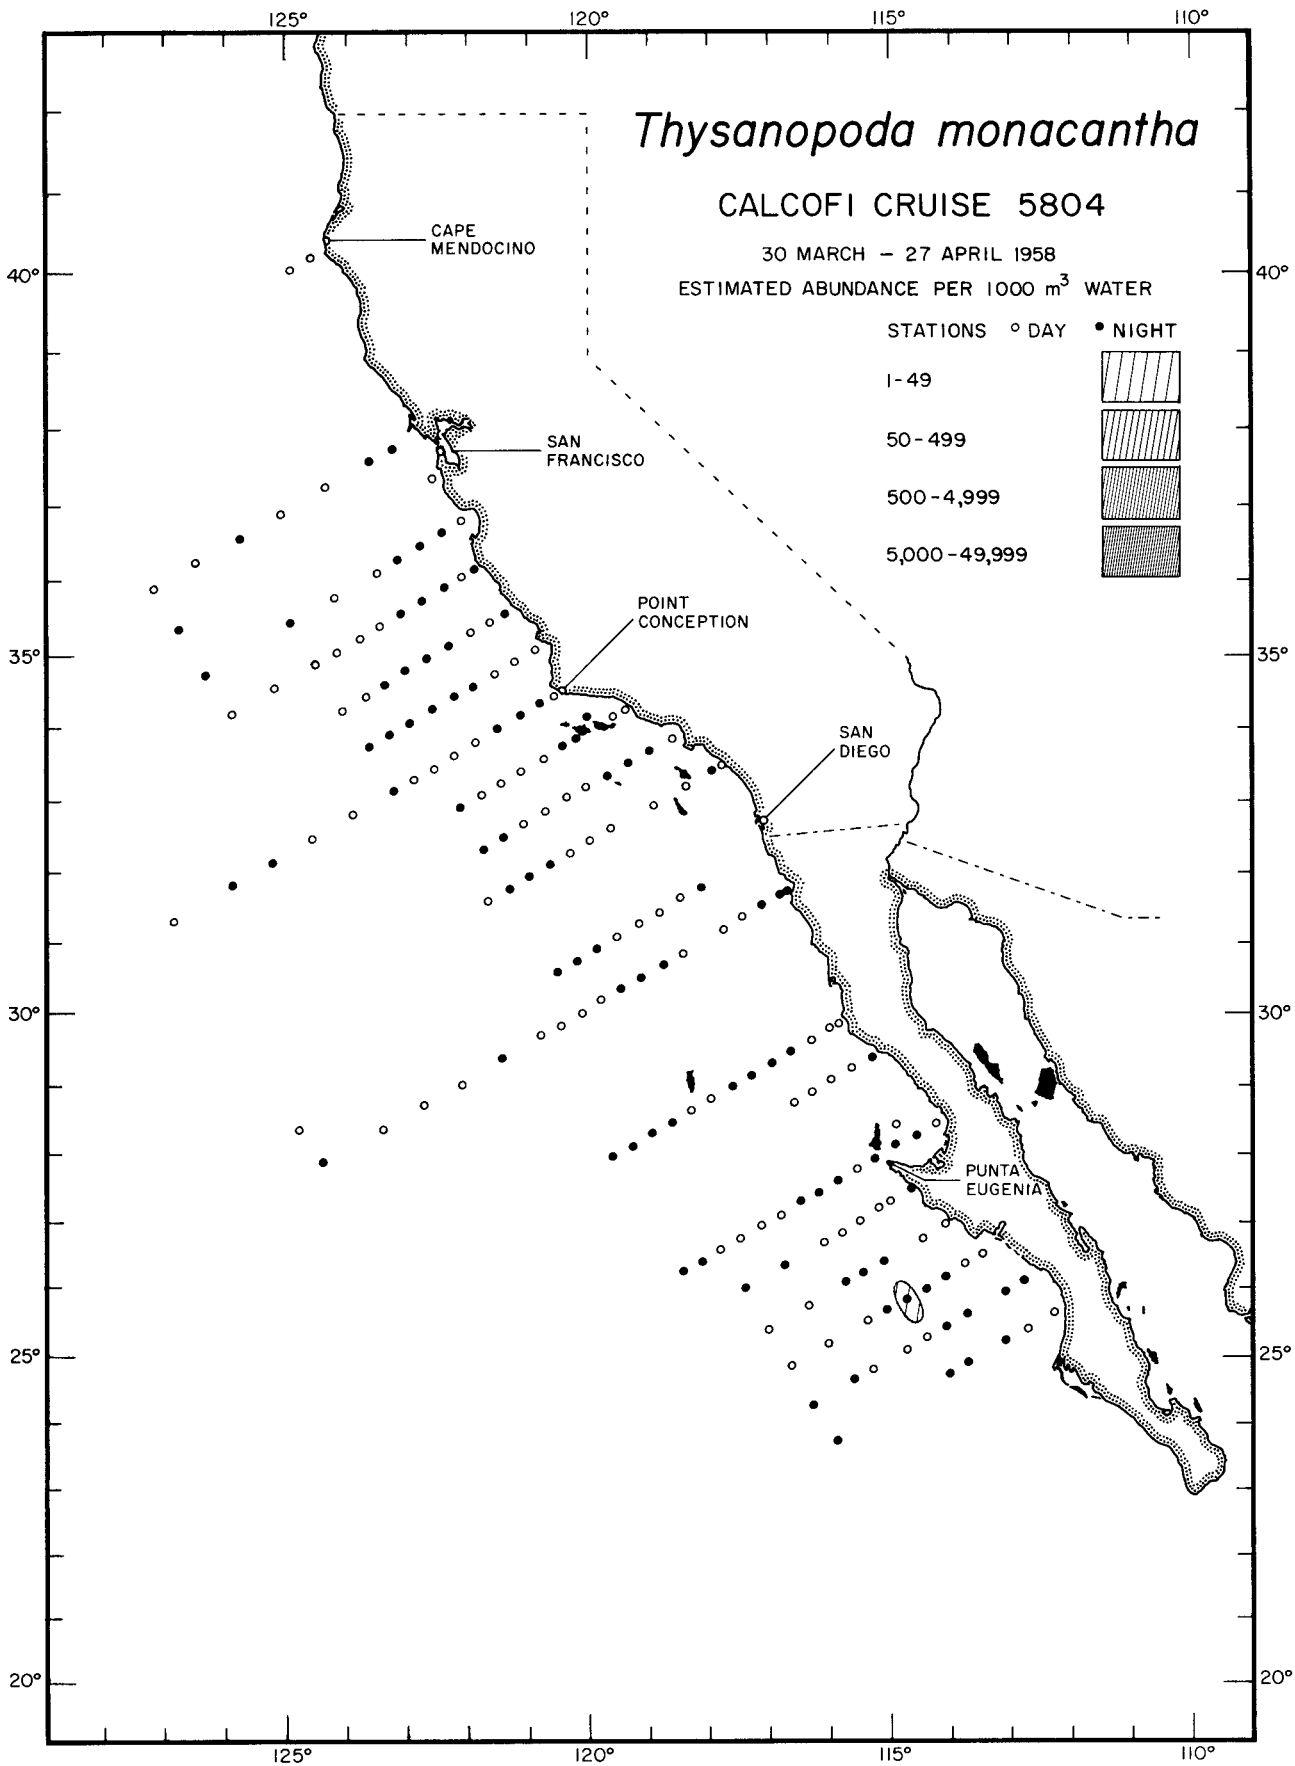 125° 120° 115° 110°
Thysanopoda monacantha
CALCOFI CRUISE 5804
30 MARCH – 27 APRIL 1958
ESTIMATED ABUNDANCE PER 1000 m³ WATER
STATIONS ○ DAY ● NIGHT
1-49
50-499
500-4,999
5,000-49,999
CAPE
MENDOCINO
40° 40°
SAN
FRANCISCO
POINT
CONCEPTION
35° 35°
SAN
DIEGO
30° 30°
PUNTA
EUGENIA
25° 25°
20° 20°
125° 120° 115° 110°